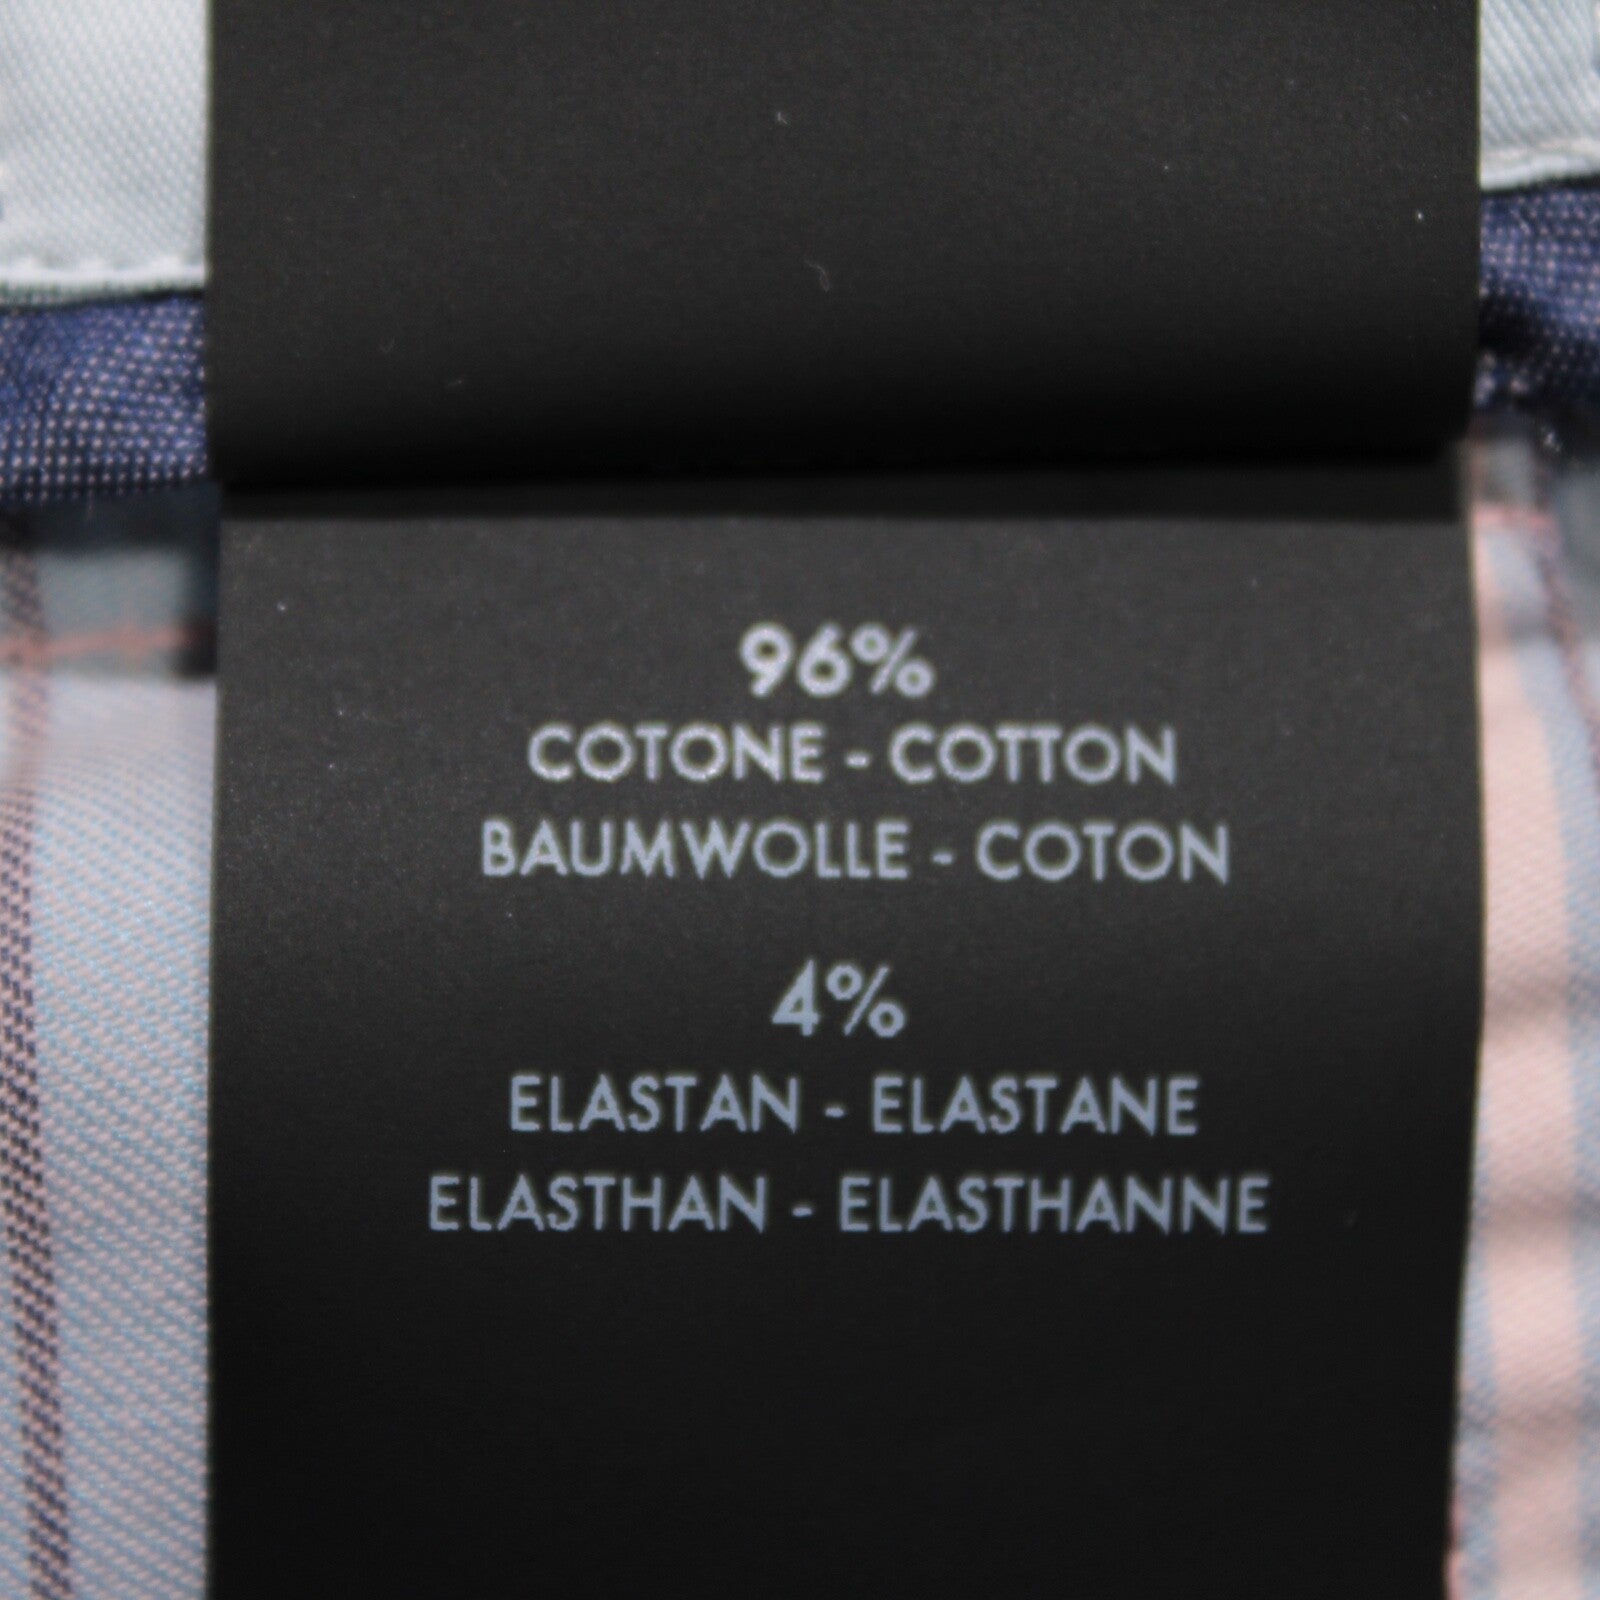 96%
COTONE - COTTON
BAUMWOLLE - COTON
4%
ELASTAN - ELASTANE
ELASTHAN - ELASTHANNE